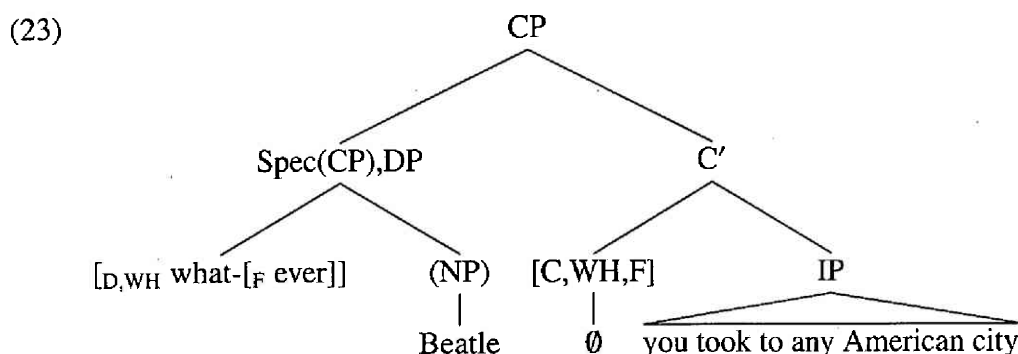 (23) CP
Spec(CP),DP C′
[D,WH what-[F ever]] (NP) [C,WH,F] IP
Beatle ∅ you took to any American city